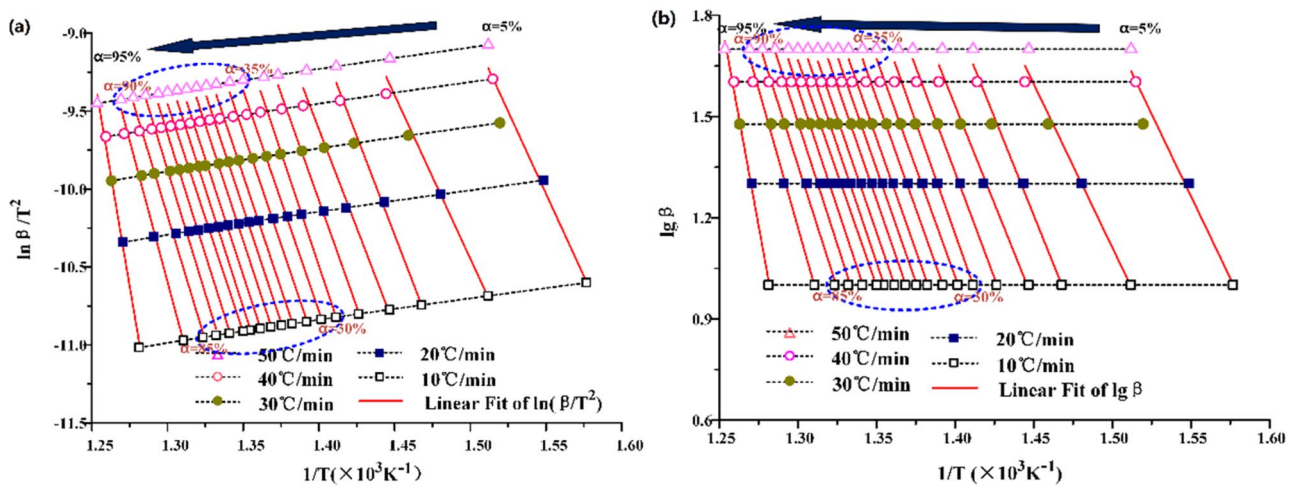 (a)
-9.0
-9.5
-10.0
-10.5
-11.0
-11.5
ln β/T²
α=95%
α=90%
α=35%
α=5%
α=85%
α=30%
50℃/min
40℃/min
30℃/min
20℃/min
10℃/min
Linear Fit of ln( β/T²)
1.25 1.30 1.35 1.40 1.45 1.50 1.55 1.60
1/T(×10³K⁻¹)
(b)
1.8
1.5
1.2
0.9
0.6
lg β
α=95%
α=90%
α=35%
α=5%
α=85%
α=30%
50℃/min
40℃/min
30℃/min
20℃/min
10℃/min
Linear Fit of lg β
1.25 1.30 1.35 1.40 1.45 1.50 1.55 1.60
1/T (×10³K⁻¹)